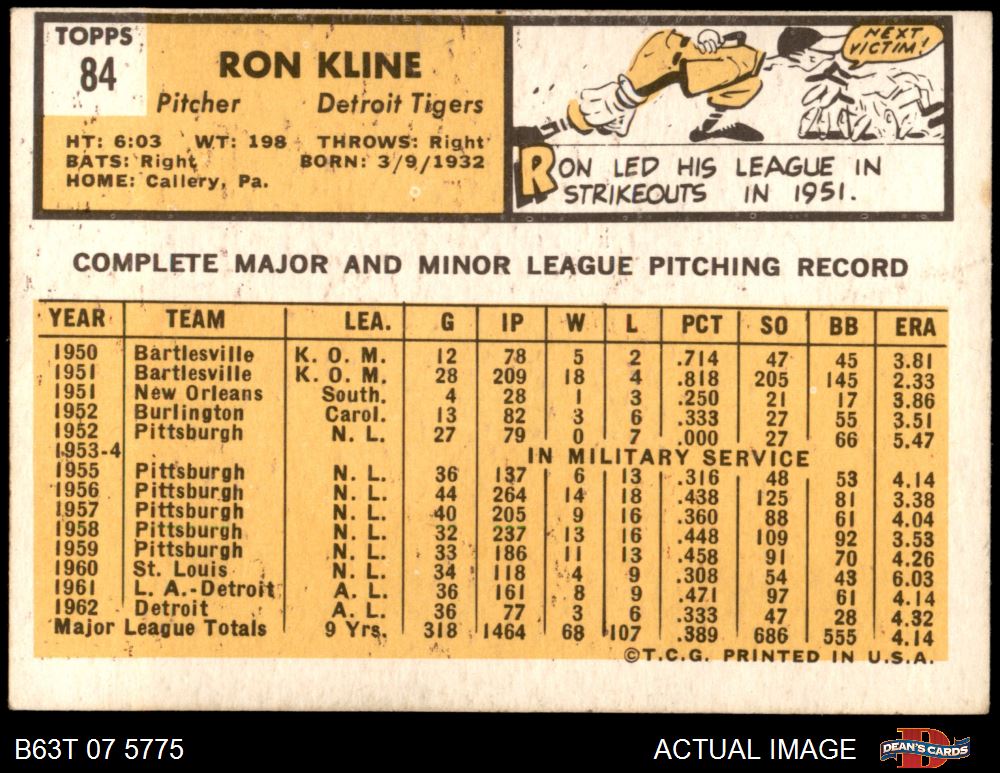 TOPPS
84
RON KLINE
Pitcher Detroit Tigers
HT: 6:03 WT: 198 THROWS: Right
BATS: Right BORN: 3/9/1932
HOME: Callery, Pa.
NEXT
VICTIM!
RON LED HIS LEAGUE IN
STRIKEOUTS IN 1951.
COMPLETE MAJOR AND MINOR LEAGUE PITCHING RECORD
YEAR TEAM LEA. G IP W L PCT SO BB ERA
1950 Bartlesville K. O. M. 12 78 5 2 .714 47 45 3.81
1951 Bartlesville K. O. M. 28 209 18 4 .818 205 145 2.33
1951 New Orleans South. 4 28 1 3 .250 21 17 3.86
1952 Burlington Carol. 13 82 3 6 .333 27 55 3.51
1952 Pittsburgh N. L. 27 79 0 7 .000 27 66 5.47
1953-4 IN MILITARY SERVICE
1955 Pittsburgh N. L. 36 137 6 13 .316 48 53 4.14
1956 Pittsburgh N. L. 44 264 14 18 .438 125 81 3.38
1957 Pittsburgh N. L. 40 205 9 16 .360 88 61 4.04
1958 Pittsburgh N. L. 32 237 13 16 .448 109 92 3.53
1959 Pittsburgh N. L. 33 186 11 13 .458 91 70 4.26
1960 St. Louis N. L. 34 118 4 9 .308 54 43 6.03
1961 L. A.-Detroit A. L. 36 161 8 9 .471 97 61 4.14
1962 Detroit A. L. 36 77 3 6 .333 47 28 4.32
Major League Totals 9 Yrs. 318 1464 68 107 .389 686 555 4.14
©T.C.G. PRINTED IN U.S.A.
B63T 07 5775 ACTUAL IMAGE DEAN'S CARDS